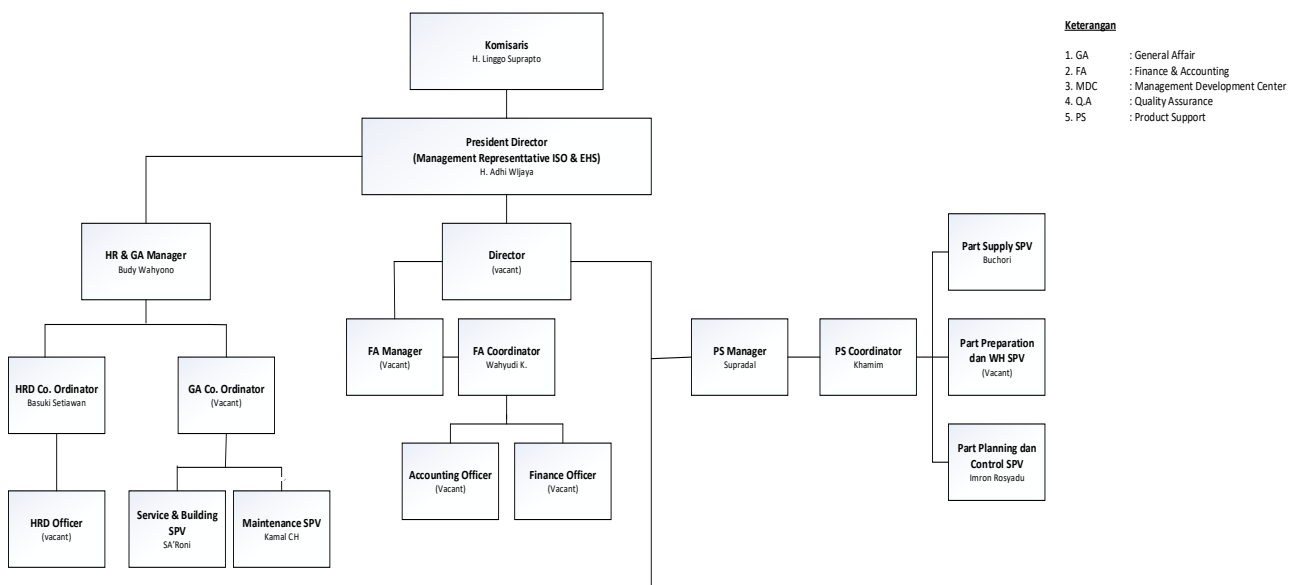 Komisaris
H. Linggo Suprapto
Keterangan
1. GA : General Affair
2. FA : Finance & Accounting
3. MDC : Management Development Center
4. Q.A : Quality Assurance
5. PS : Product Support
President Director
(Management Representtative ISO & EHS)
H. Adhi Wijaya
HR & GA Manager
Budy Wahyono
Director
(vacant)
Part Supply SPV
Buchori
FA Manager
(Vacant)
FA Coordinator
Wahyudi K.
PS Manager
Supradal
PS Coordinator
Khamim
Part Preparation
dan WH SPV
(Vacant)
HRD Co. Ordinator
Basuki Setiawan
GA Co. Ordinator
(Vacant)
Accounting Officer
(Vacant)
Finance Officer
(Vacant)
Part Planning dan
Control SPV
Imron Rosyadu
HRD Officer
(vacant)
Service & Building
SPV
SA'Roni
Maintenance SPV
Kamal CH